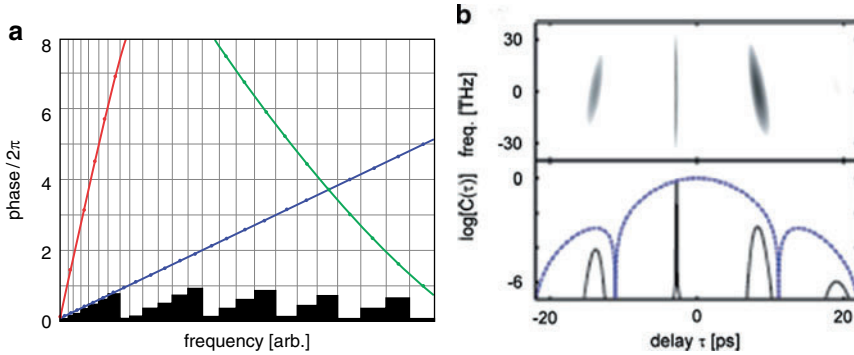 a
8
6
4
2
0
phase/2π
frequency [arb.]
b
30
0
-30
freq. [THz]
0
-6
log[C(τ)]
-20
0
20
delay τ [ps]